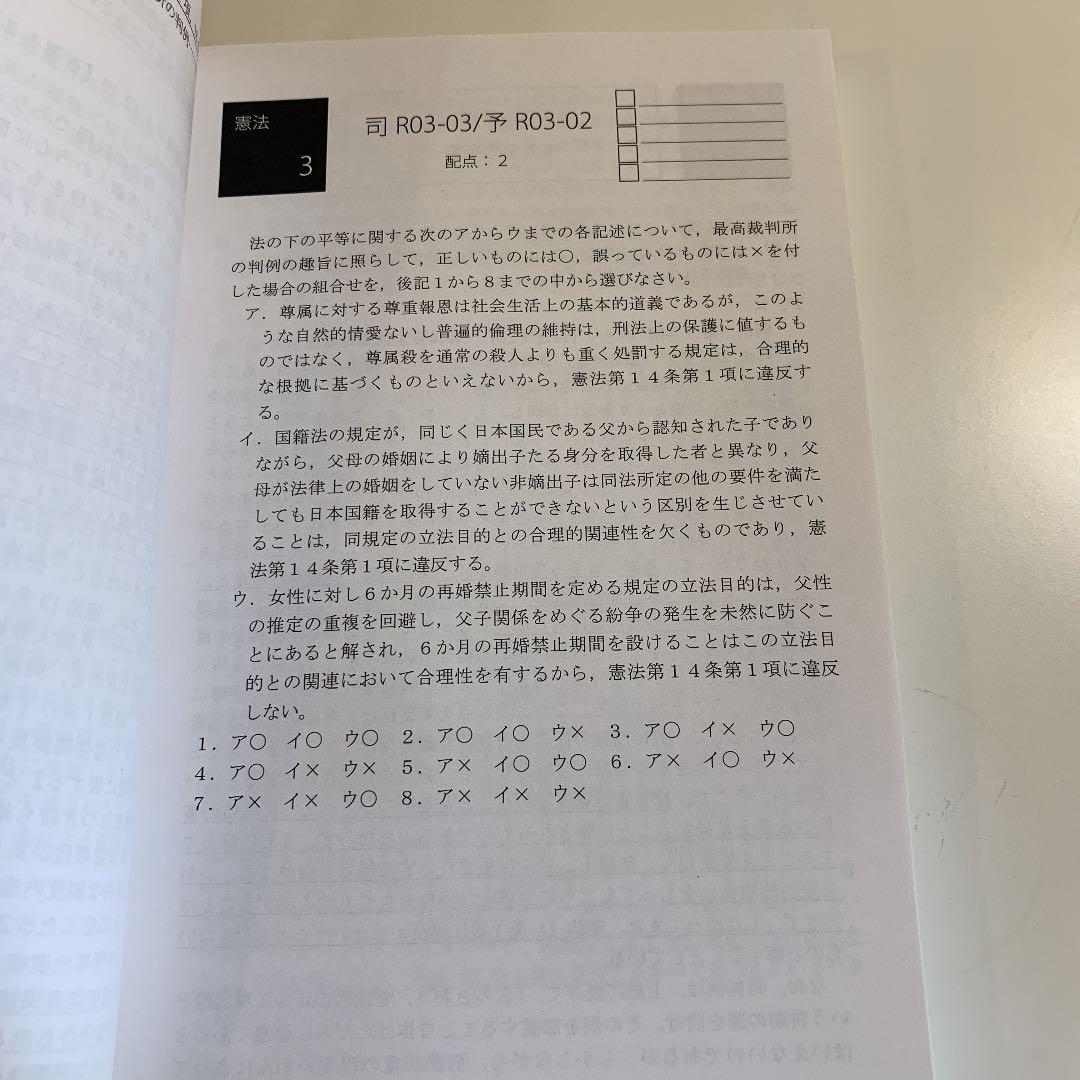 の判例
憲法
3
司 R03-03/予 R03-02
配点：２
法の下の平等に関する次のアからウまでの各記述について，最高裁判所
の判例の趣旨に照らして，正しいものには○，誤っているものには×を付
した場合の組合せを，後記１から８までの中から選びなさい。
ア．尊属に対する尊重報恩は社会生活上の基本的道義であるが，このよ
うな自然的情愛ないし普遍的倫理の維持は，刑法上の保護に値するも
のではなく，尊属殺を通常の殺人よりも重く処罰する規定は，合理的
な根拠に基づくものといえないから，憲法第１４条第１項に違反す
る。
イ．国籍法の規定が，同じく日本国民である父から認知された子であり
ながら，父母の婚姻により嫡出子たる身分を取得した者と異なり，父
母が法律上の婚姻をしていない非嫡出子は同法所定の他の要件を満た
しても日本国籍を取得することができないという区別を生じさせてい
ることは，同規定の立法目的との合理的関連性を欠くものであり，憲
法第１４条第１項に違反する。
ウ．女性に対し６か月の再婚禁止期間を定める規定の立法目的は，父性
の推定の重複を回避し，父子関係をめぐる紛争の発生を未然に防ぐこ
とにあると解され，６か月の再婚禁止期間を設けることはこの立法目
的との関連において合理性を有するから，憲法第１４条第１項に違反
しない。
１．ア○　イ○　ウ○　２．ア○　イ○　ウ×　３．ア○　イ×　ウ○
４．ア○　イ×　ウ×　５．ア×　イ○　ウ○　６．ア×　イ○　ウ×
７．ア×　イ×　ウ○　８．ア×　イ×　ウ×